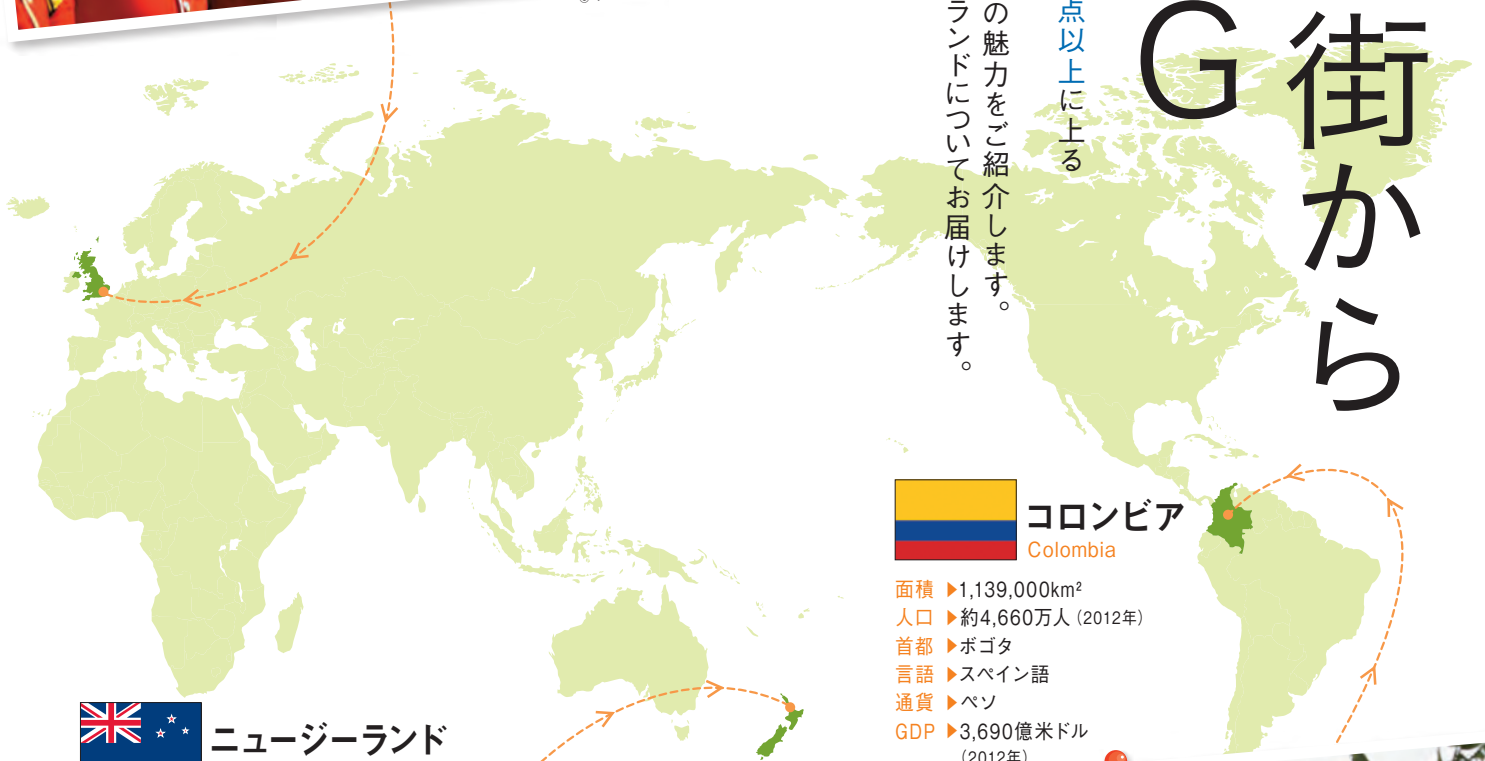 街から
G
点以上に上る
の魅力をご紹介します。
ランドについてお届けします。
コロンビア
Colombia
面積 ▶1,139,000km²
人口 ▶約4,660万人（2012年）
首都 ▶ボゴタ
言語 ▶スペイン語
通貨 ▶ペソ
GDP ▶3,690億米ドル
（2012年）
ニュージーランド